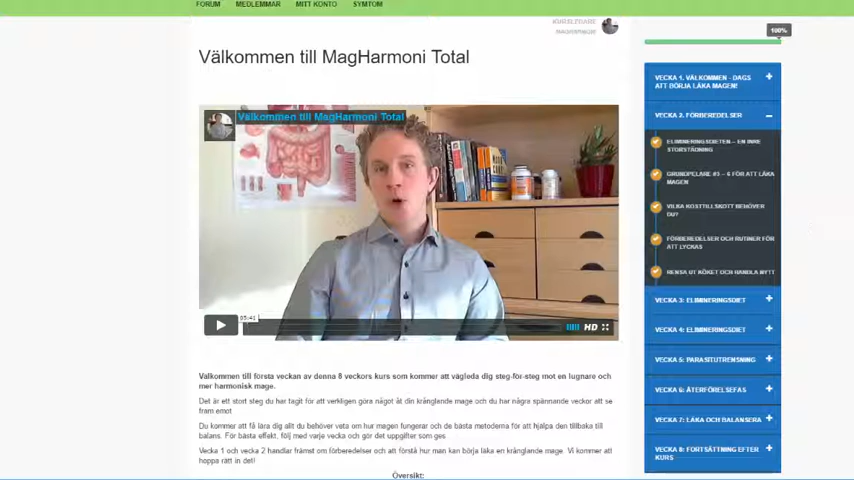 FORUM MEDLEMMAR MITT KONTO SYMTOM
KURSLEDARE
100%
Välkommen till MagHarmoni Total
Välkommen till MagHarmoni Total
05:41
HD
Välkommen till första veckan av denna 8 veckors kurs som kommer att vägleda dig steg-för-steg mot en lugnare och
mer harmonisk mage.
Det är ett stort steg du har tagit för att verkligen göra något åt din krånglande mage och du har några spännande veckor att se
fram emot
Du kommer att få lära dig allt du behöver veta om hur magen fungerar och de bästa metoderna för att hjälpa den tillbaka till
balans. För bästa effekt, följ med varje vecka och gör det uppgifter som ges
Vecka 1 och vecka 2 handlar främst om förberedelser och att förstå hur man kan börja läka en krånglande mage. Vi kommer att
hoppa rätt in det!
Översikt:
VECKA 1. VÄLKOMMEN - DAGS
ATT BÖRJA LÄKA MAGEN!
VECKA 2. FÖRBEREDELSER
ELIMINERINGSDIETEN – EN INRE
STORSTÄDNING
GRUNDPELARE #3 – 6 FÖR ATT LÄKA
MAGEN
VILKA KOSTTILLSKOTT BEHÖVER
DU?
FÖRBEREDELSER OCH RUTINER FÖR
ATT LYCKAS
RENSA UT KÖKET OCH HANDLA NYTT
VECKA 3: ELIMINERINGSDIET
VECKA 4: ELIMINERINGSDIET
VECKA 5: PARASITUTRENSNING
VECKA 6: ÅTERFÖRELSEFAS
VECKA 7: LÄKA OCH BALANSERA
VECKA 8: FORTSÄTTNING EFTER
KURS